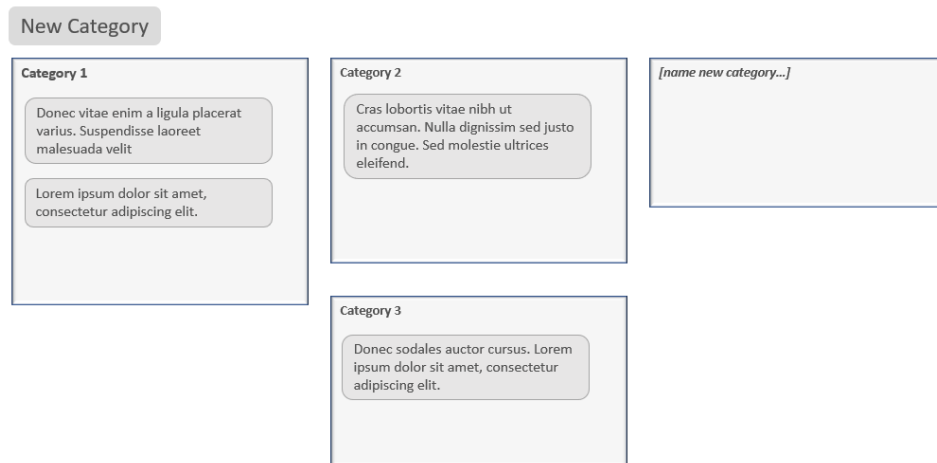 New Category
Category 1
Donec vitae enim a ligula placerat
varius. Suspendisse laoreet
malesuada velit
Lorem ipsum dolor sit amet,
consectetur adipiscing elit.
Category 2
Cras lobortis vitae nibh ut
accumsan. Nulla dignissim sed justo
in congue. Sed molestie ultrices
eleifend.
Category 3
Donec sodales auctor cursus. Lorem
ipsum dolor sit amet, consectetur
adipiscing elit.
[name new category…]